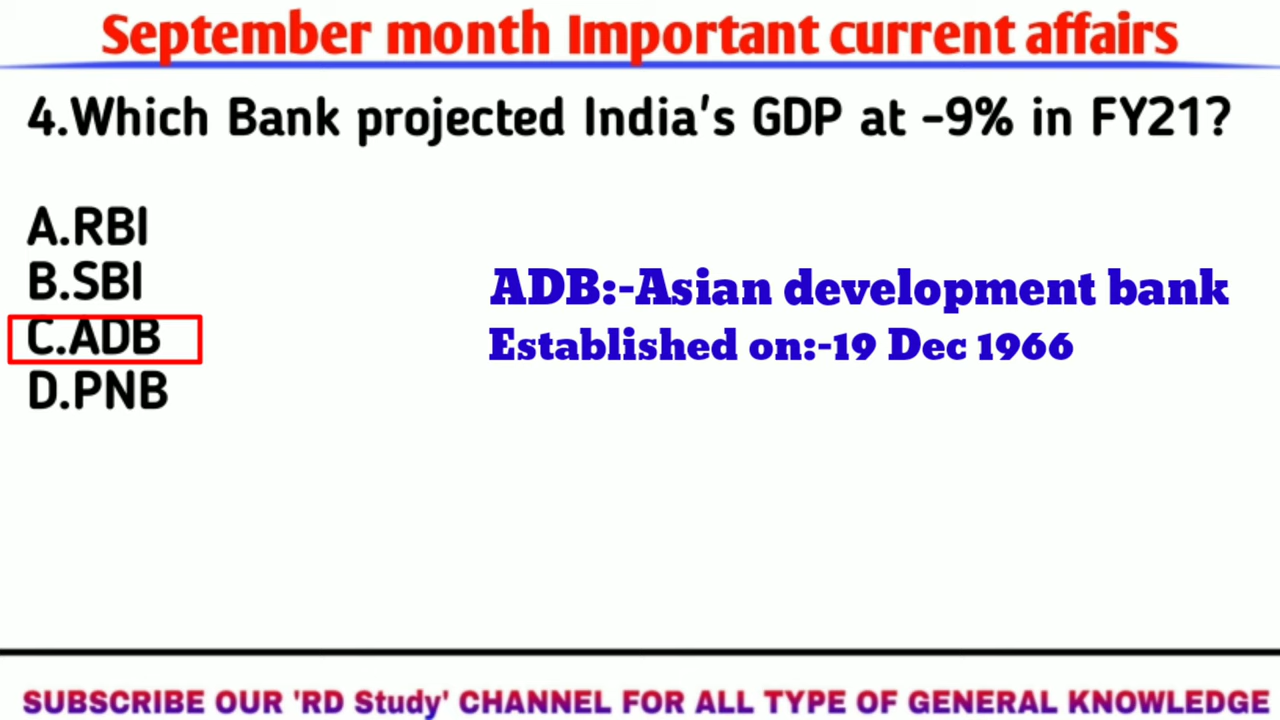 September month Important current affairs
4.Which Bank projected India's GDP at -9% in FY21?
A.RBI
B.SBI
C.ADB
D.PNB
ADB:-Asian development bank
Established on:-19 Dec 1966
SUBSCRIBE OUR 'RD Study' CHANNEL FOR ALL TYPE OF GENERAL KNOWLEDGE